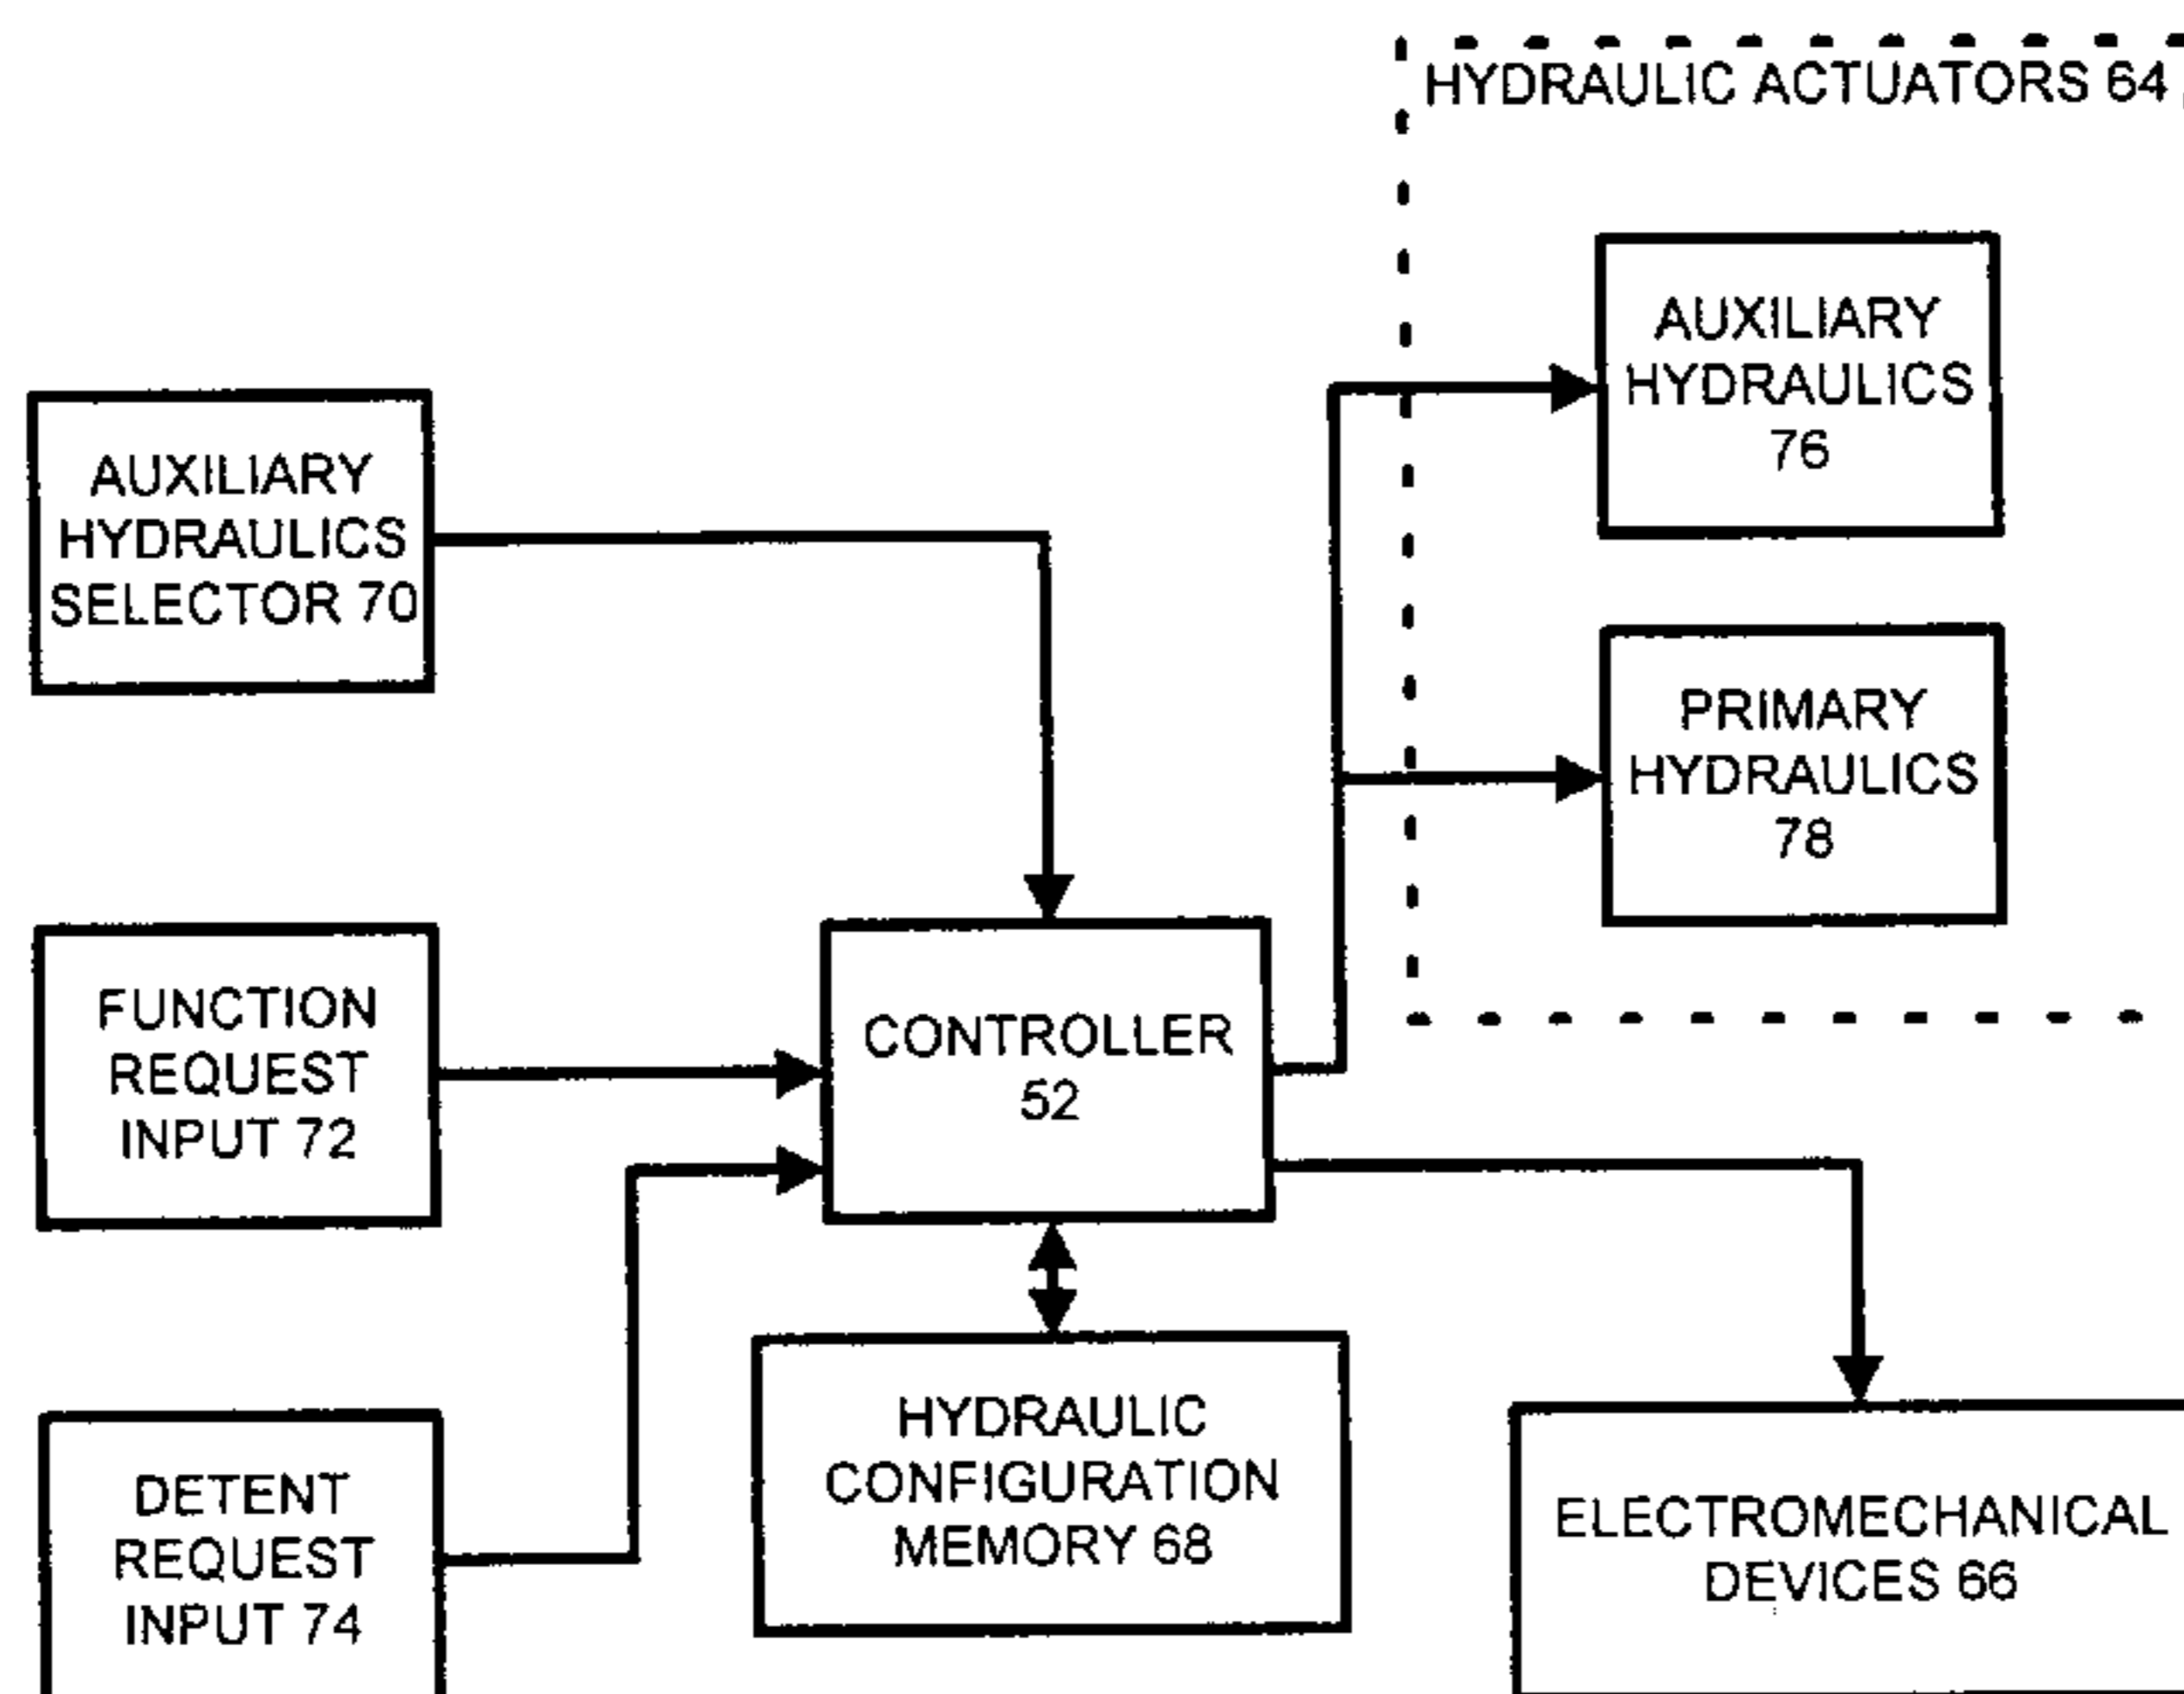 HYDRAULIC ACTUATORS 64
AUXILIARY
HYDRAULICS
76
AUXILIARY
HYDRAULICS
SELECTOR 70
PRIMARY
HYDRAULICS
78
FUNCTION
REQUEST
INPUT 72
CONTROLLER
52
HYDRAULIC
CONFIGURATION
MEMORY 68
DETENT
REQUEST
INPUT 74
ELECTROMECHANICAL
DEVICES 66